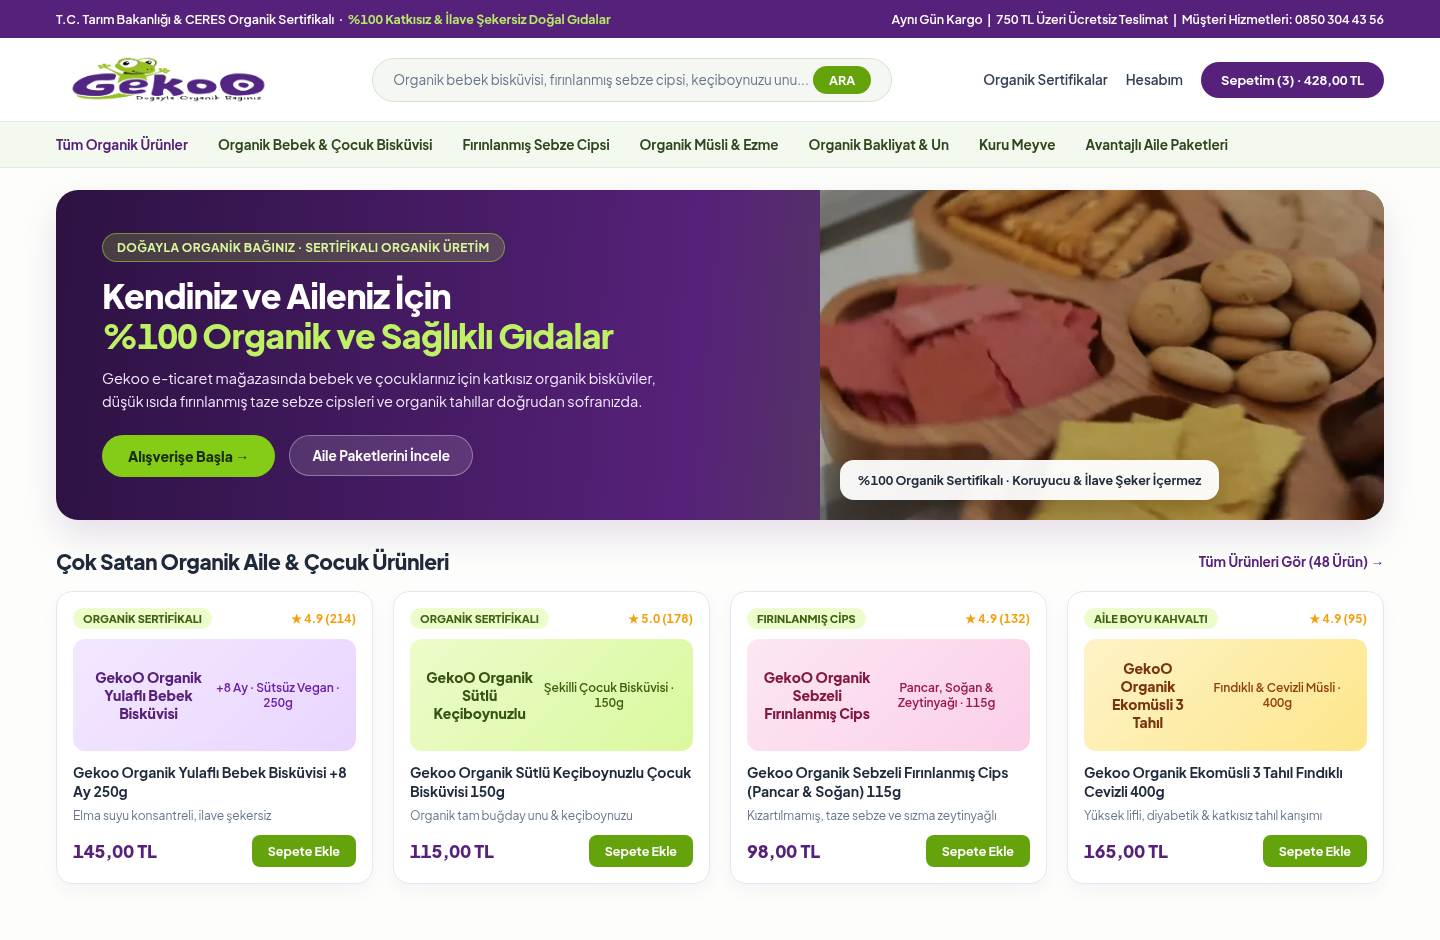 T.C. Tarım Bakanlığı & CERES Organik Sertifikalı · %100 Katkısız & İlave Şekersiz Doğal Gıdalar
Aynı Gün Kargo | 750 TL Üzeri Ücretsiz Teslimat | Müşteri Hizmetleri: 0850 304 43 56
GekoO
Doğayla Organik Bağınız
Organik bebek bisküvisi, fırınlanmış sebze cipsi, keçiboynuzu unu...
ARA
Organik Sertifikalar
Hesabım
Sepetim (3) · 428,00 TL
Tüm Organik Ürünler
Organik Bebek & Çocuk Bisküvisi
Fırınlanmış Sebze Cipsi
Organik Müsli & Ezme
Organik Bakliyat & Un
Kuru Meyve
Avantajlı Aile Paketleri
DOĞAYLA ORGANİK BAĞINIZ · SERTİFİKALI ORGANİK ÜRETİM
Kendiniz ve Aileniz İçin
%100 Organik ve Sağlıklı Gıdalar
Gekoo e-ticaret mağazasında bebek ve çocuklarınız için katkısız organik bisküviler,
düşük ısıda fırınlanmış taze sebze cipsleri ve organik tahıllar doğrudan sofranızda.
Alışverişe Başla →
Aile Paketlerini İncele
%100 Organik Sertifikalı · Koruyucu & İlave Şeker İçermez
Çok Satan Organik Aile & Çocuk Ürünleri
Tüm Ürünleri Gör (48 Ürün) →
ORGANİK SERTİFİKALI
★ 4.9 (214)
GekoO Organik
Yulaflı Bebek
Bisküvisi
+8 Ay · Sütsüz Vegan ·
250g
Gekoo Organik Yulaflı Bebek Bisküvisi +8
Ay 250g
Elma suyu konsantreli, ilave şekersiz
145,00 TL
Sepete Ekle
ORGANİK SERTİFİKALI
★ 5.0 (178)
GekoO Organik
Sütlü
Keçiboynuzlu
Şekilli Çocuk Bisküvisi ·
150g
Gekoo Organik Sütlü Keçiboynuzlu Çocuk
Bisküvisi 150g
Organik tam buğday unu & keçiboynuzu
115,00 TL
Sepete Ekle
FIRINLANMIŞ CİPS
★ 4.9 (132)
GekoO Organik
Sebzeli
Fırınlanmış Cips
Pancar, Soğan &
Zeytinyağı · 115g
Gekoo Organik Sebzeli Fırınlanmış Cips
(Pancar & Soğan) 115g
Kızartılmamış, taze sebze ve sızma zeytinyağlı
98,00 TL
Sepete Ekle
AİLE BOYU KAHVALTI
★ 4.9 (95)
GekoO
Organik
Ekomüsli 3
Tahıl
Fındıklı & Cevizli Müsli ·
400g
Gekoo Organik Ekomüsli 3 Tahıl Fındıklı
Cevizli 400g
Yüksek lifli, diyabetik & katkısız tahıl karışımı
165,00 TL
Sepete Ekle